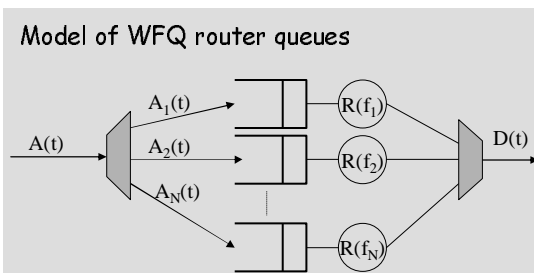 Model of WFQ router queues
A₁(t)
R(f₁)
A(t)
A₂(t)
R(f₂)
D(t)
Aₙ(t)
R(fₙ)